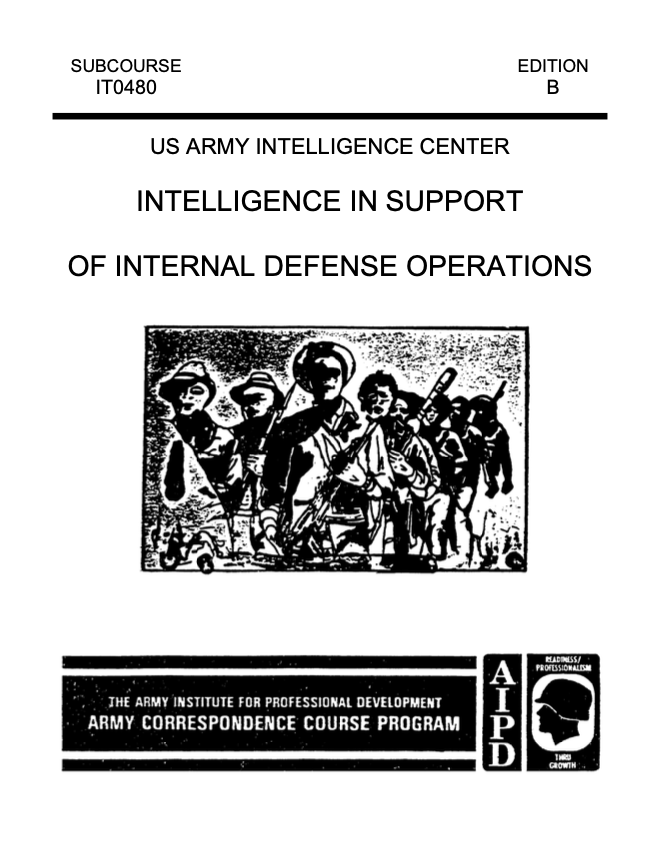 SUBCOURSE
EDITION
IT0480
B
US ARMY INTELLIGENCE CENTER
INTELLIGENCE IN SUPPORT
OF INTERNAL DEFENSE OPERATIONS
THE ARMY INSTITUTE FOR PROFESSIONAL DEVELOPMENT
ARMY CORRESPONDENCE COURSE PROGRAM
A
I
P
D
READINESS/
PROFESSIONALISM
THRU
GROWTH